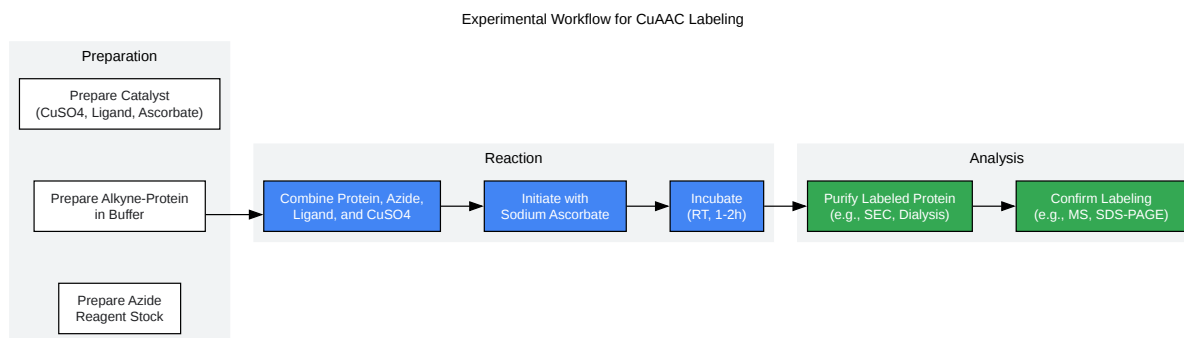 Experimental Workflow for CuAAC Labeling
Preparation
Prepare Catalyst
(CuSO4, Ligand, Ascorbate)
Prepare Alkyne-Protein
in Buffer
Prepare Azide
Reagent Stock
Reaction
Combine Protein, Azide,
Ligand, and CuSO4
Initiate with
Sodium Ascorbate
Incubate
(RT, 1-2h)
Analysis
Purify Labeled Protein
(e.g., SEC, Dialysis)
Confirm Labeling
(e.g., MS, SDS-PAGE)